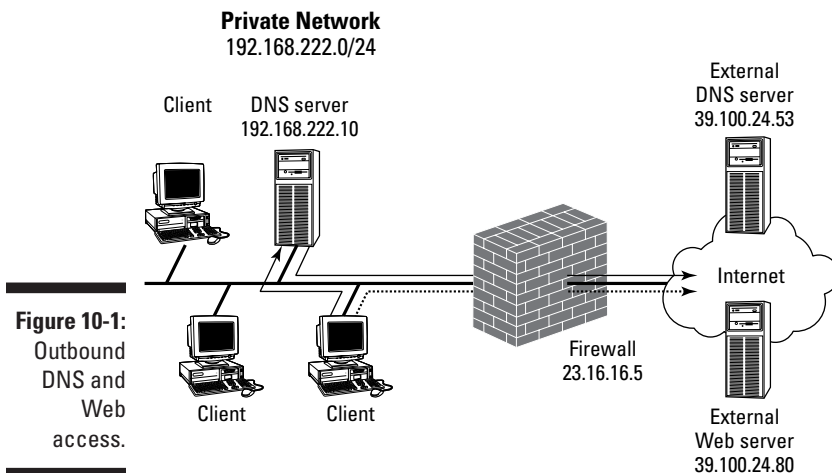 Private Network
192.168.222.0/24
Client
DNS server
192.168.222.10
External
DNS server
39.100.24.53
Internet
Figure 10-1:
Outbound
DNS and
Web
access.
Client
Client
Firewall
23.16.16.5
External
Web server
39.100.24.80